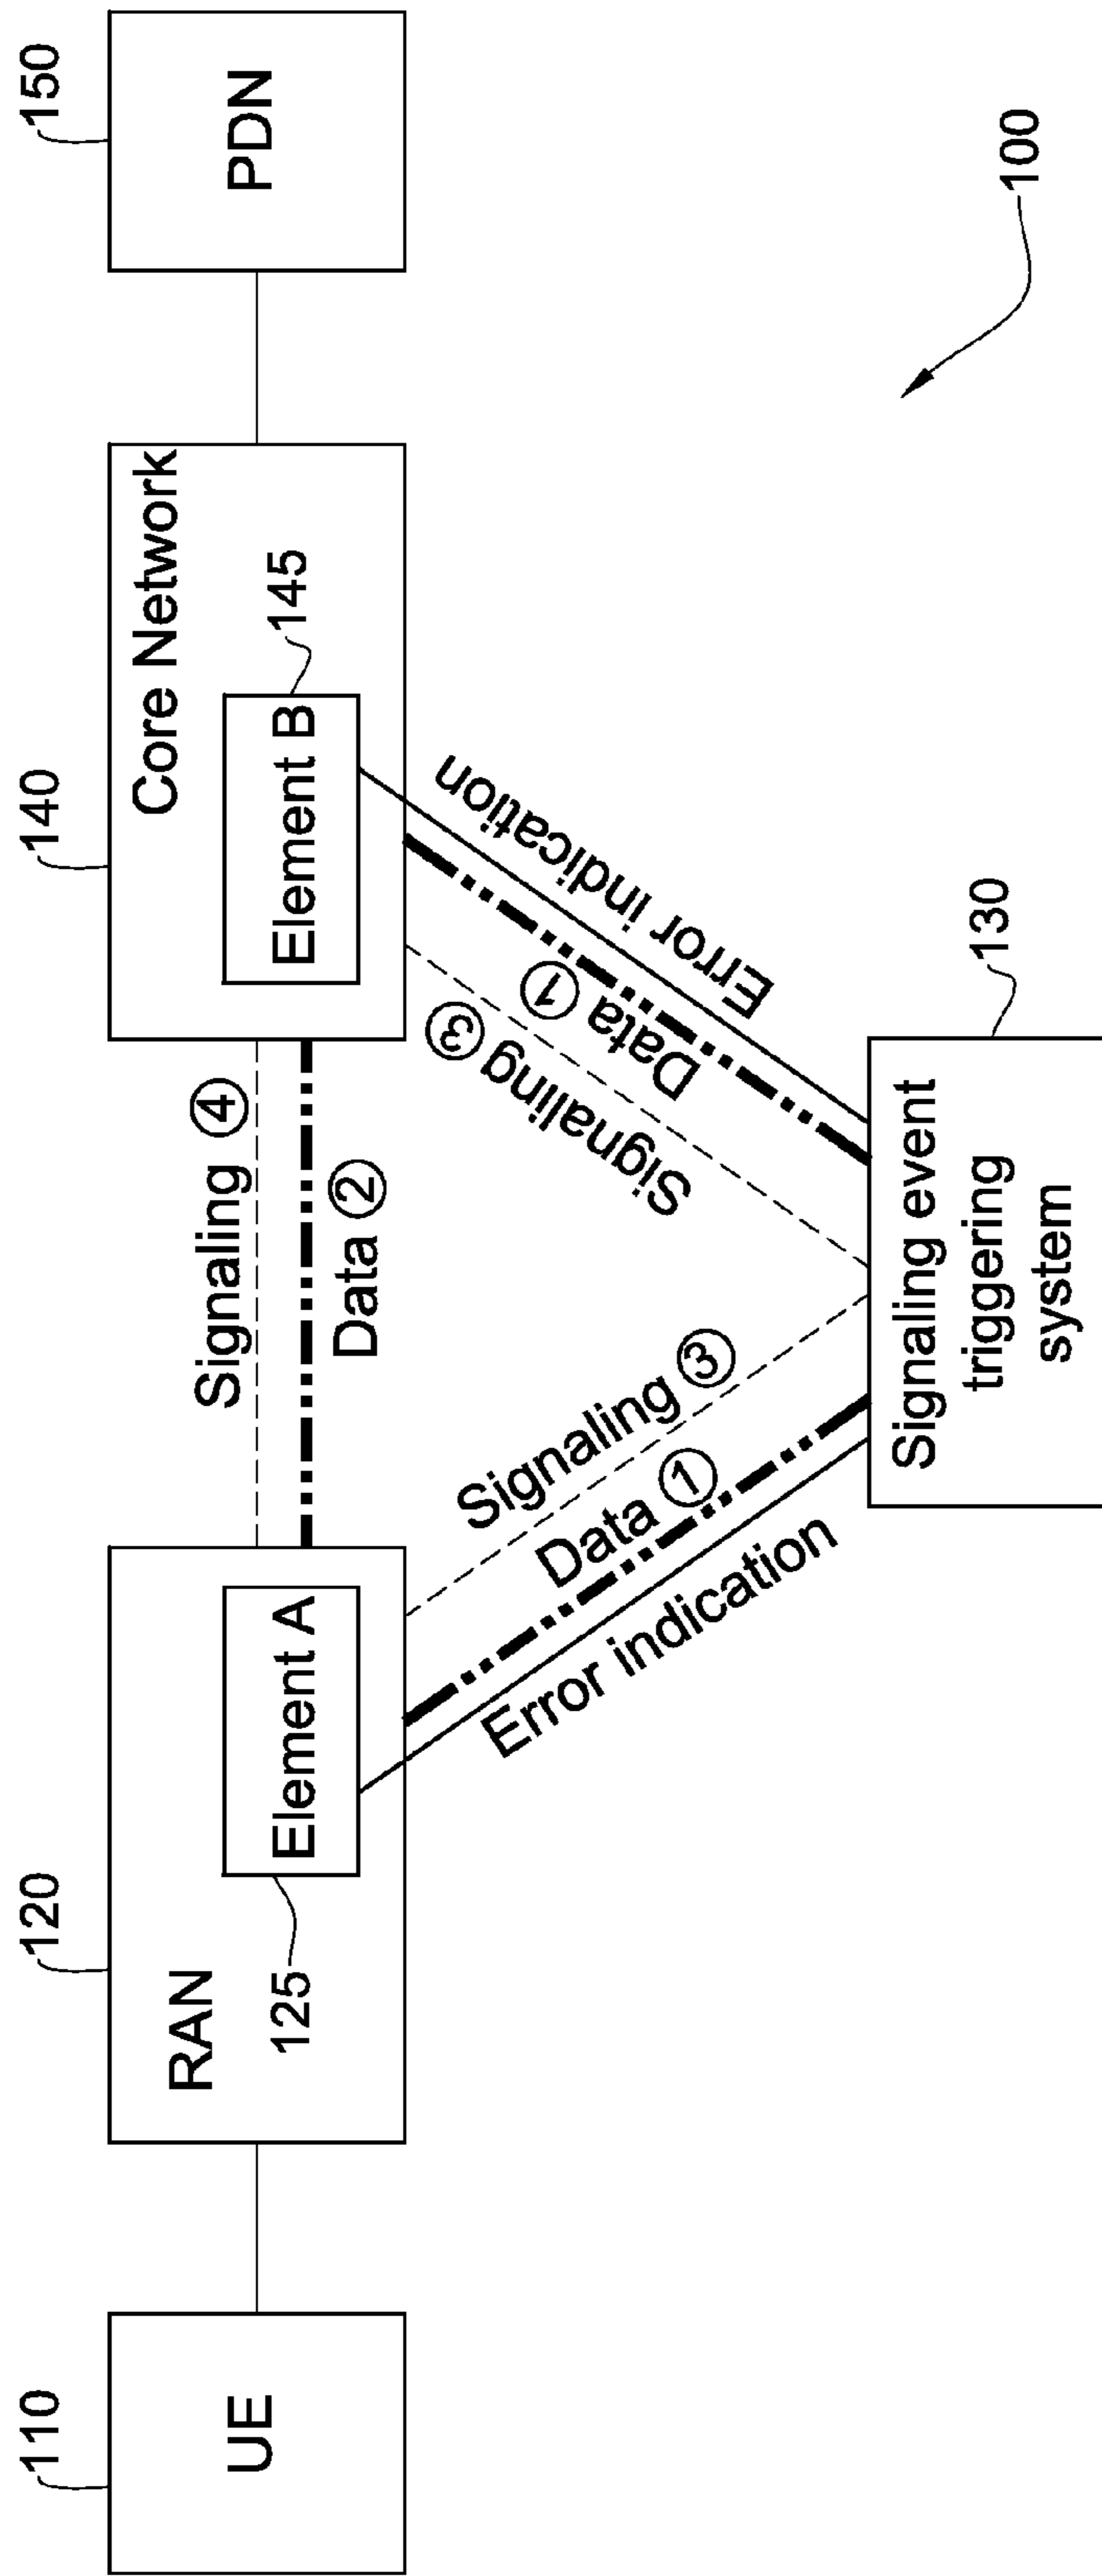 110
120
140
150
UE
RAN
Element A
125
Signaling ④
Data ②
Core Network
Element B
145
PDN
Signaling ③
Data ①
Error indication
Signaling ③
Data ①
Error indication
Signaling event
triggering
system
130
100